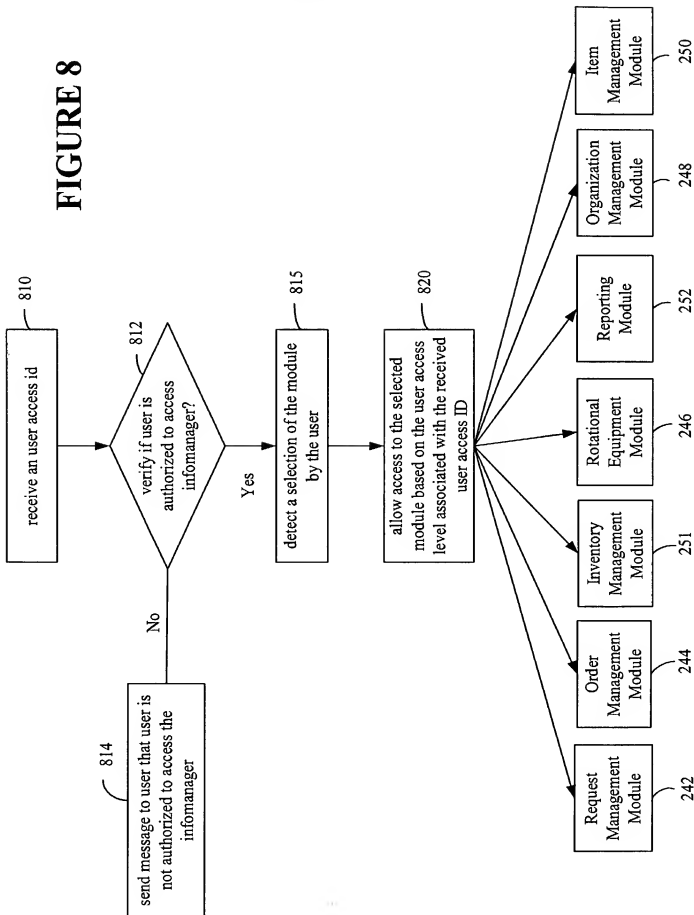 FIGURE 8
receive an user access id
810
verify if user is
authorized to access
infomanager?
812
No
send message to user that user is
not authorized to access the
infomanager
814
Yes
detect a selection of the module
by the user
815
allow access to the selected
module based on the user access
level associated with the received
user access ID
820
Request
Management
Module
242
Order
Management
Module
244
Inventory
Management
Module
251
Rotational
Equipment
Module
246
Reporting
Module
252
Organization
Management
Module
248
Item
Management
Module
250